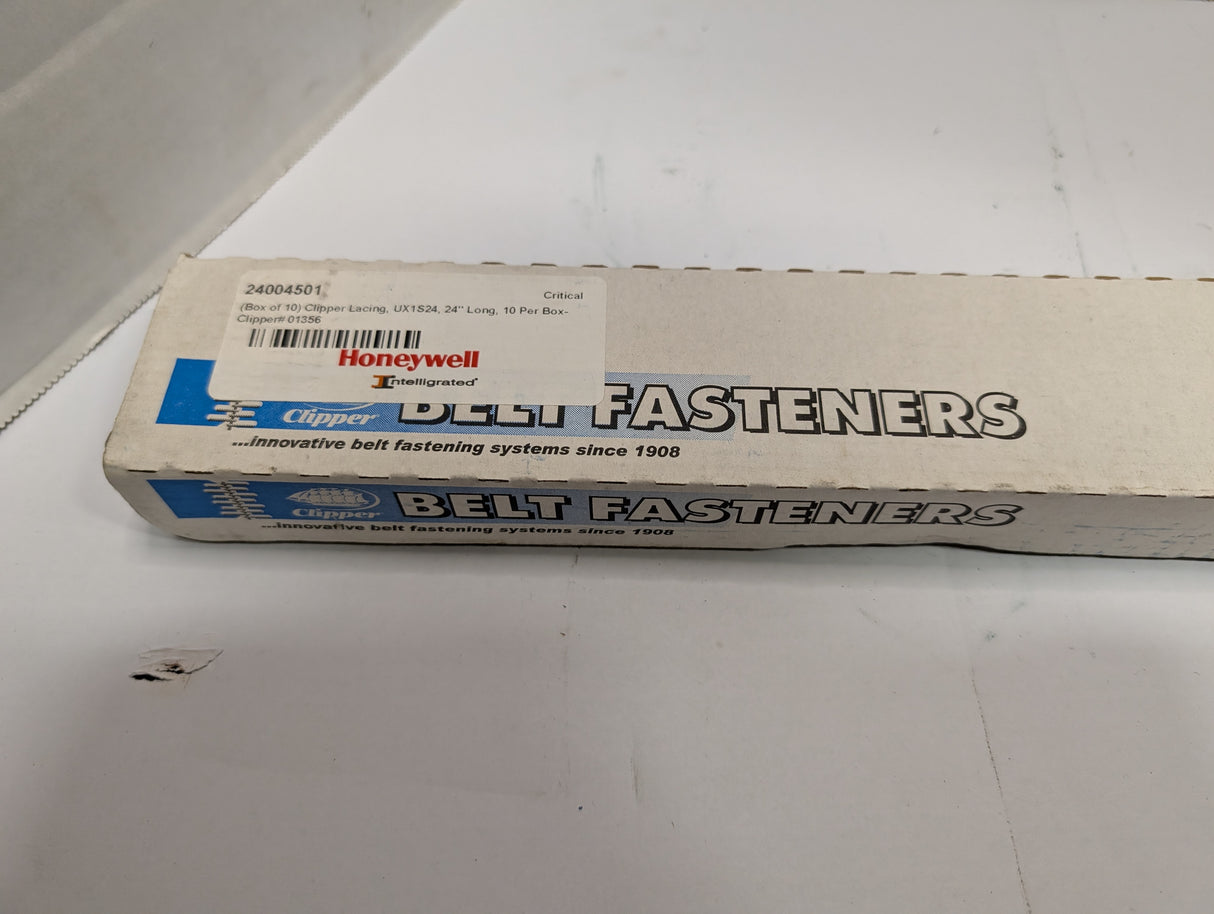 24004501
Critical
(Box of 10) Clipper Lacing, UX1S24, 24" Long, 10 Per Box-
Clipper# 01356
Honeywell
Intelligrated
Clipper BELT FASTENERS
...innovative belt fastening systems since 1908
Clipper BELT FASTENERS
...innovative belt fastening systems since 1908